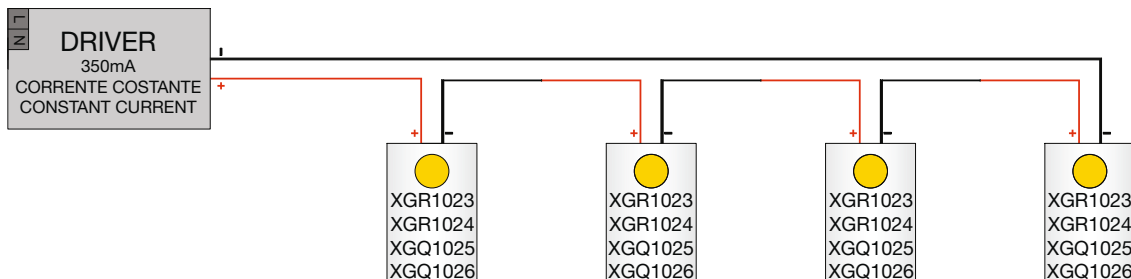 L N
DRIVER
350mA
CORRENTE COSTANTE
CONSTANT CURRENT
-
+
+ -
+ -
+ -
+ -
XGR1023
XGR1024
XGQ1025
XGQ1026
XGR1023
XGR1024
XGQ1025
XGQ1026
XGR1023
XGR1024
XGQ1025
XGQ1026
XGR1023
XGR1024
XGQ1025
XGQ1026